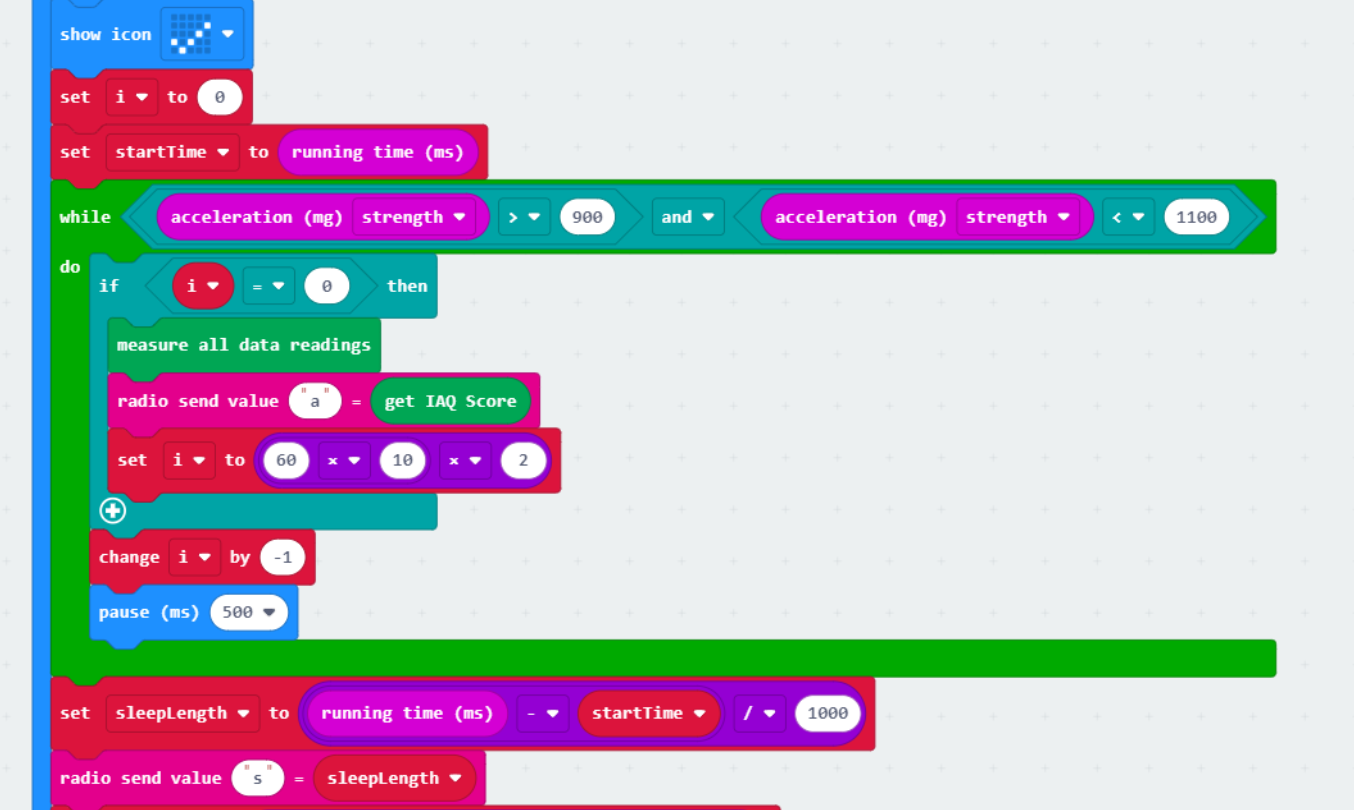 show icon
set i to 0
set startTime to running time (ms)
while acceleration (mg) strength > 900 and acceleration (mg) strength < 1100
do
if i = 0 then
measure all data readings
radio send value "a" = get IAQ Score
set i to 60 × 10 × 2
change i by -1
pause (ms) 500
set sleepLength to running time (ms) - startTime / 1000
radio send value "s" = sleepLength